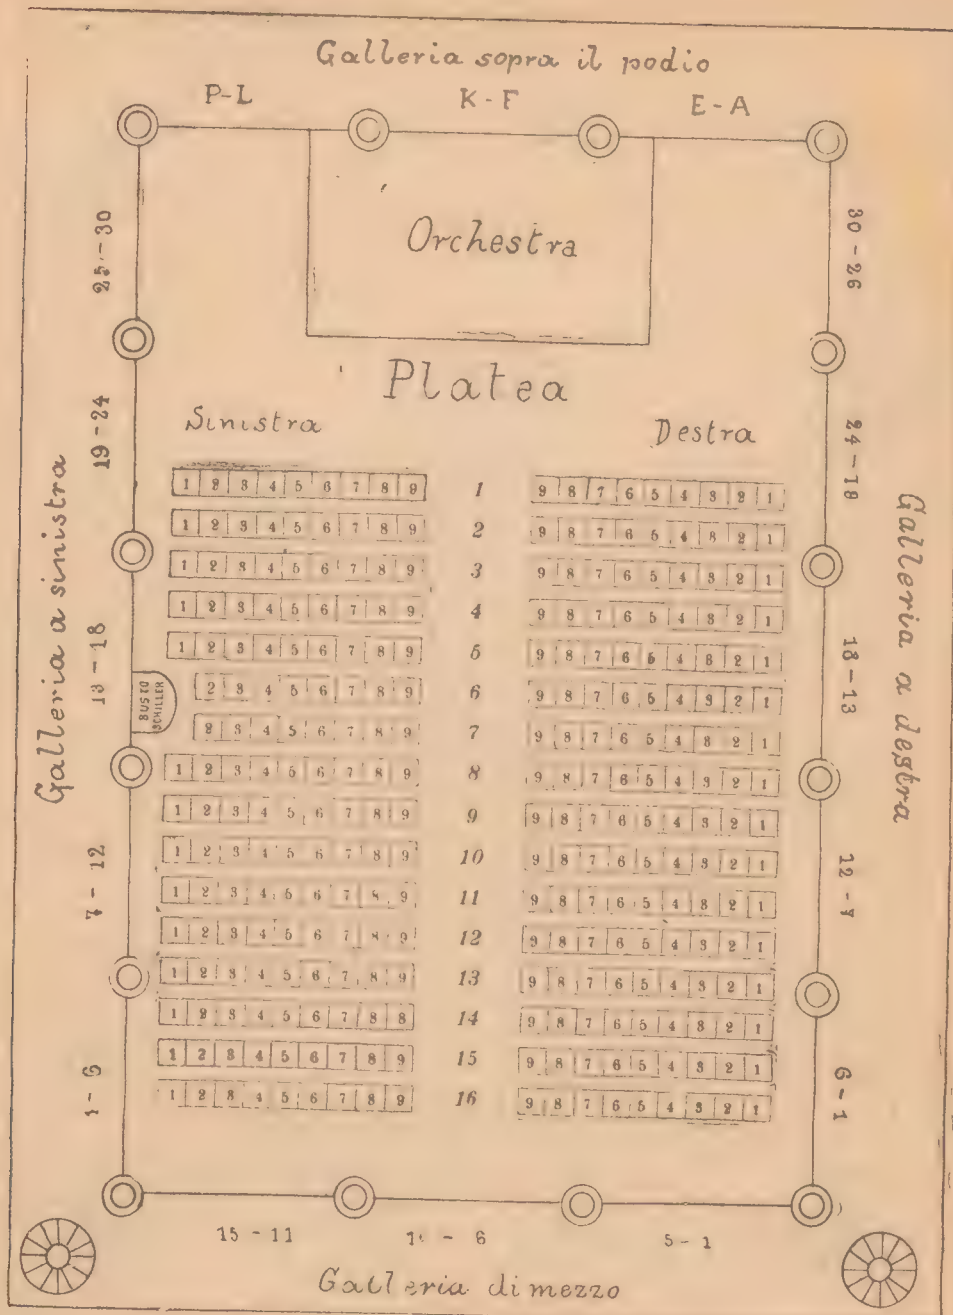 Galleria sopra il podio
P-L K-F E-A
Orchestra
25-30
30-26
Platea
Sinistra Destra
19-24
24-18
Galleria a sinistra
Galleria a destra
1 2 3 4 5 6 7 8 9 1 9 8 7 6 5 4 3 2 1
1 2 3 4 5 6 7 8 9 2 9 8 7 6 5 4 3 2 1
1 2 3 4 5 6 7 8 9 3 9 8 7 6 5 4 3 2 1
1 2 3 4 5 6 7 8 9 4 9 8 7 6 5 4 3 2 1
1 2 3 4 5 6 7 8 9 5 9 8 7 6 5 4 3 2 1
13-18
BUSTO
SCHILLER
18-13
2 3 4 5 6 7 8 9 6 9 8 7 6 5 4 3 2 1
2 3 4 5 6 7 8 9 7 9 8 7 6 5 4 3 2 1
1 2 3 4 5 6 7 8 9 8 9 8 7 6 5 4 3 2 1
1 2 3 4 5 6 7 8 9 9 9 8 7 6 5 4 3 2 1
1 2 3 4 5 6 7 8 9 10 9 8 7 6 5 4 3 2 1
7-12
12-7
1 2 3 4 5 6 7 8 9 11 9 8 7 6 5 4 3 2 1
1 2 3 4 5 6 7 8 9 12 9 8 7 6 5 4 3 2 1
1 2 3 4 5 6 7 8 9 13 9 8 7 6 5 4 3 2 1
1 2 3 4 5 6 7 8 8 14 9 8 7 6 5 4 3 2 1
1 2 3 4 5 6 7 8 9 15 9 8 7 6 5 4 3 2 1
1 2 3 4 5 6 7 8 9 16 9 8 7 6 5 4 3 2 1
1-6
6-1
15-11 5-1
Galleria di mezzo